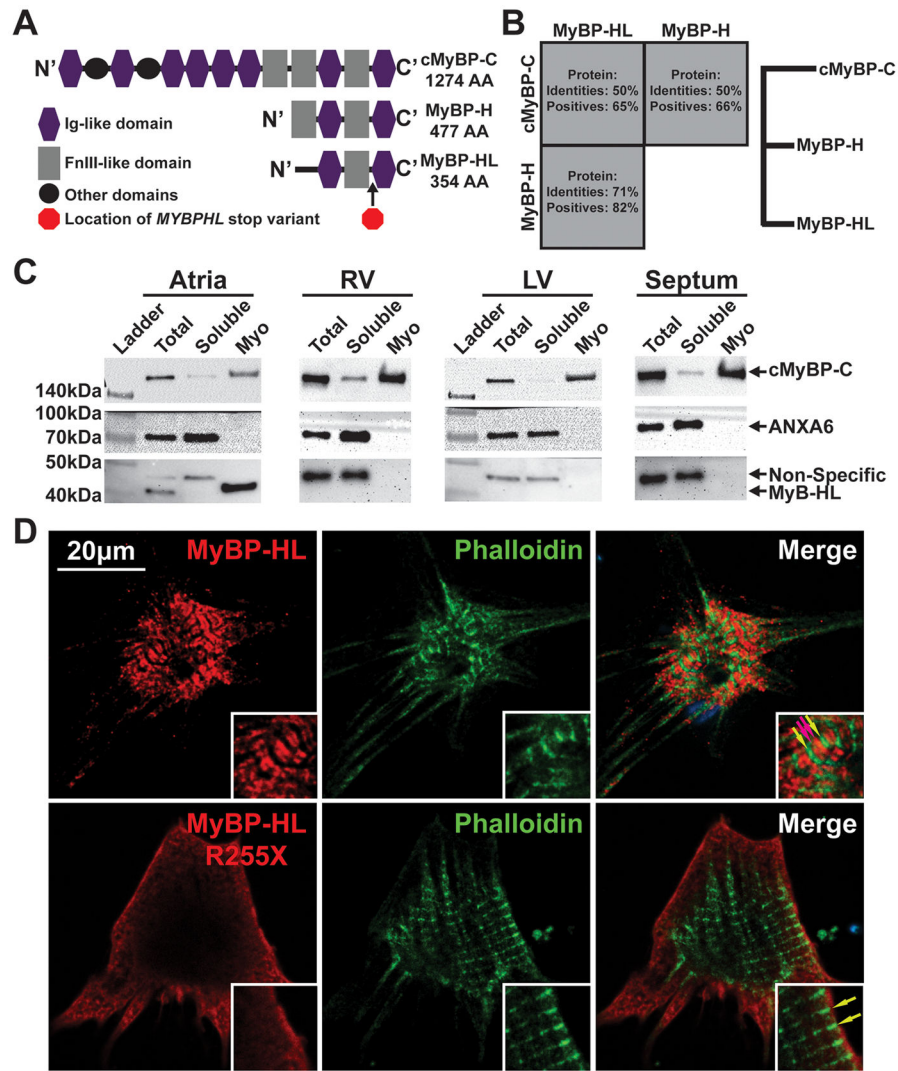 A
N'
C'
cMyBP-C
1274 AA
Ig-like domain
N'
C'
MyBP-H
477 AA
FnIII-like domain
N'
C'
MyBP-HL
354 AA
Other domains
Location of MYBPHL stop variant
B
MyBP-HL
MyBP-H
cMyBP-C
Protein:
Identities: 50%
Positives: 65%
Protein:
Identities: 50%
Positives: 66%
MyBP-H
Protein:
Identities: 71%
Positives: 82%
cMyBP-C
MyBP-H
MyBP-HL
C
Atria
RV
LV
Septum
Ladder
Total
Soluble
Myo
Total
Soluble
Myo
Ladder
Total
Soluble
Myo
Total
Soluble
Myo
140kDa
100kDa
70kDa
50kDa
40kDa
cMyBP-C
ANXA6
Non-Specific
MyB-HL
D
20μm
MyBP-HL
Phalloidin
Merge
MyBP-HL
R255X
Phalloidin
Merge